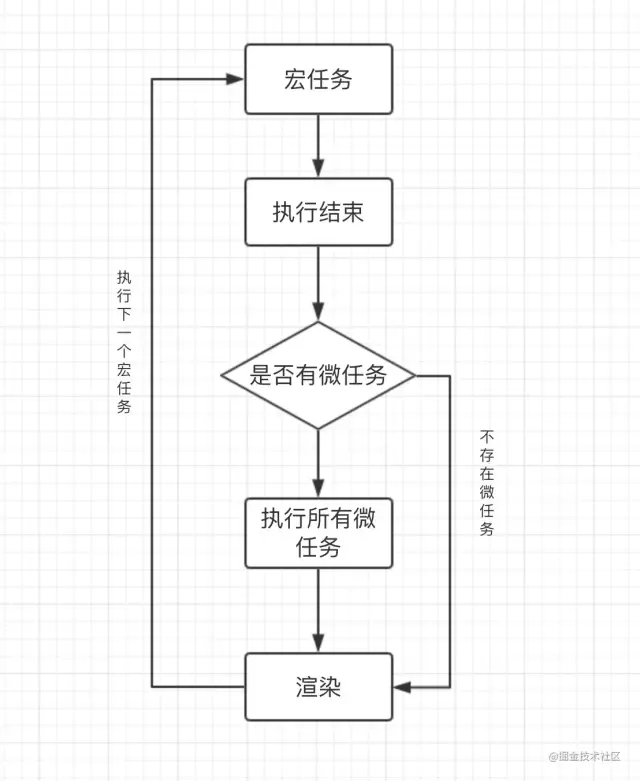 宏任务
执行结束
执行下一个宏任务
是否有微任务
不存在微任务
执行所有微
任务
渲染
@掘金技术社区